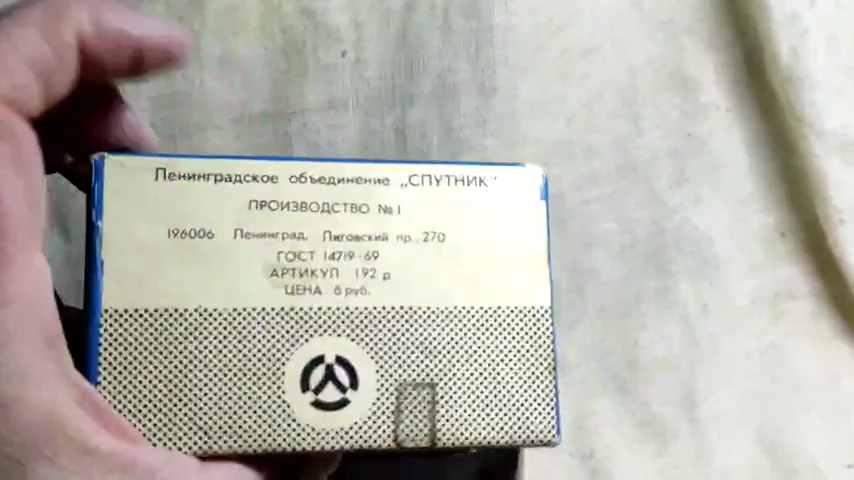 Ленинградское объединение „СПУТНИК"
ПРОИЗВОДСТВО №1
196006 Ленинград, Лиговский пр., 270
ГОСТ 14719-69
АРТИКУЛ 192 р
ЦЕНА 6 руб.